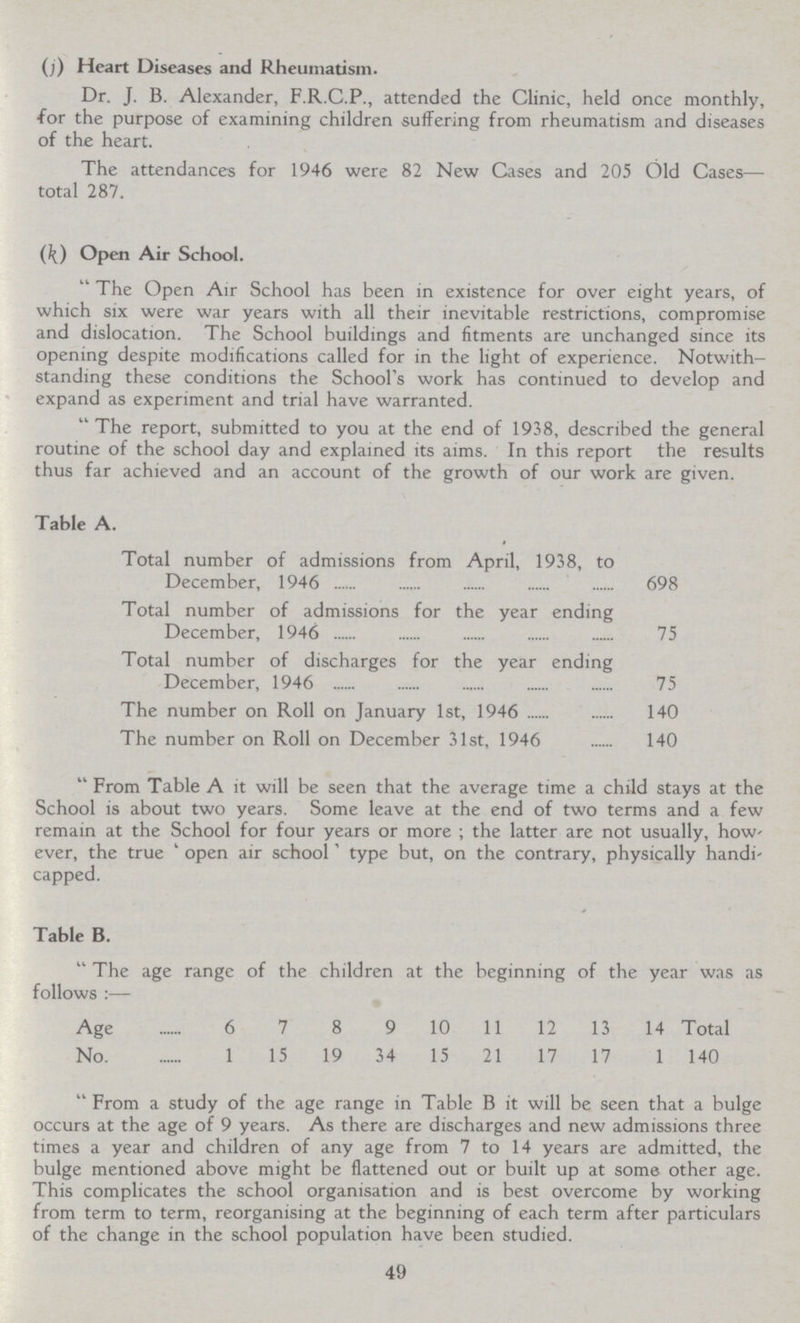 (j) Heart Diseases and Rheumatism.
Dr. J. B. Alexander, F.R.C.P., attended the Clinic, held once monthly,
for the purpose of examining children suffering from rheumatism and diseases
of the heart.
The attendances for 1946 were 82 New Cases and 205 Old Cases—
total 287.
(k) Open Air School.
" The Open Air School has been in existence for over eight years, of
which six were war years with all their inevitable restrictions, compromise
and dislocation. The School buildings and fitments are unchanged since its
opening despite modifications called for in the light of experience. Notwith-
standing these conditions the School's work has continued to develop and
expand as experiment and trial have warranted.
" The report, submitted to you at the end of 1938, described the general
routine of the school day and explained its aims. In this report the results
thus far achieved and an account of the growth of our work are given.
Table A.
Total number of admissions from April, 1938, to
December, 1946 ...... ...... ...... ...... ...... 698
Total number of admissions for the year ending
December, 1946 ...... ...... ...... ...... ...... 75
Total number of discharges for the year ending
December, 1946 ...... ...... ...... ...... ...... 75
The number on Roll on January 1st, 1946 ...... ...... 140
The number on Roll on December 31st, 1946 ...... 140
" From Table A it will be seen that the average time a child stays at the
School is about two years. Some leave at the end of two terms and a few
remain at the School for four years or more ; the latter are not usually, how-
ever, the true ' open air school ' type but, on the contrary, physically handi-
capped.
Table B.
" The age range of the children at the beginning of the year was as
follows :—
Age ...... 6 7 8 9 10 11 12 13 14 Total
No. ...... 1 15 19 34 15 21 17 17 1 140
" From a study of the age range in Table B it will be seen that a bulge
occurs at the age of 9 years. As there are discharges and new admissions three
times a year and children of any age from 7 to 14 years are admitted, the
bulge mentioned above might be flattened out or built up at some other age.
This complicates the school organisation and is best overcome by working
from term to term, reorganising at the beginning of each term after particulars
of the change in the school population have been studied.
49